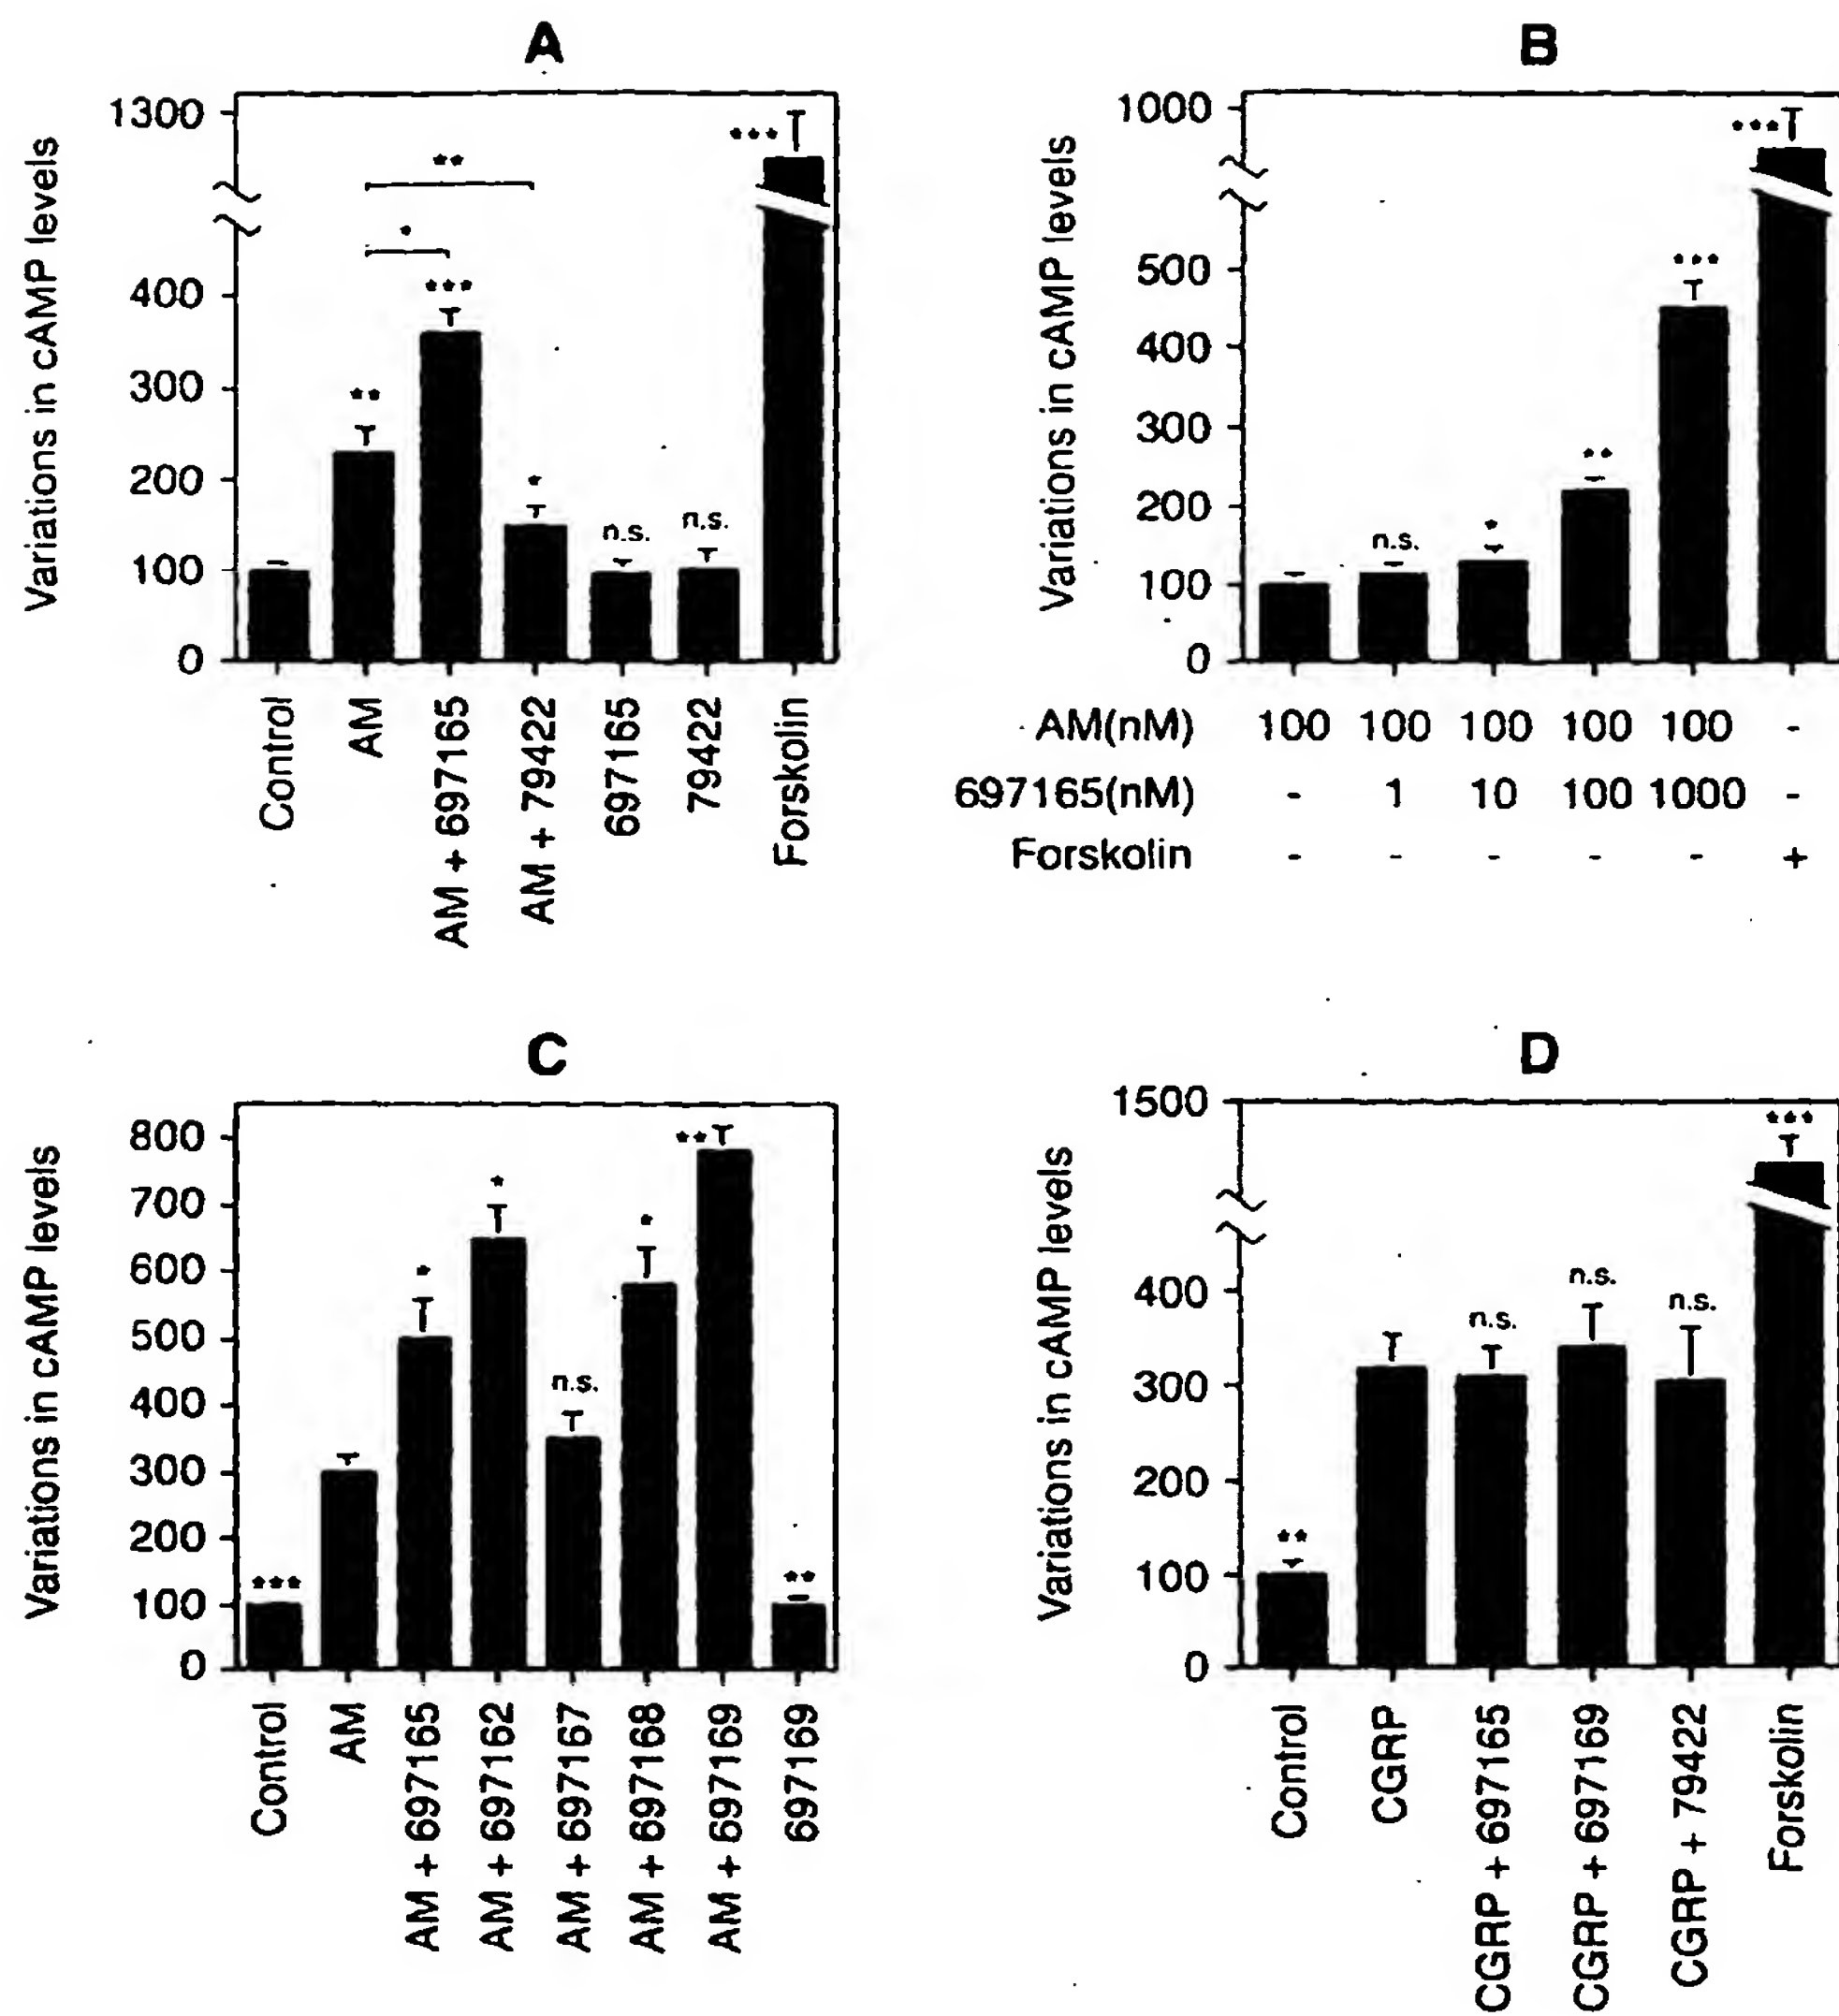 A
Variations in cAMP levels
1300
400
300
200
100
0
***
**
*
***
**
*
n.s.
n.s.
Control
AM
AM + 697165
AM + 79422
697165
79422
Forskolin
B
Variations in cAMP levels
1000
500
400
300
200
100
0
***
***
**
*
n.s.
AM(nM) 100 100 100 100 100 -
697165(nM) - 1 10 100 1000 -
Forskolin - - - - - +
C
Variations in cAMP levels
800
700
600
500
400
300
200
100
0
***
*
*
n.s.
*
**
**
Control
AM
AM + 697165
AM + 697162
AM + 697167
AM + 697168
AM + 697169
697169
D
Variations in cAMP levels
1500
400
300
200
100
0
**
n.s.
n.s.
n.s.
***
Control
CGRP
CGRP + 697165
CGRP + 697169
CGRP + 79422
Forskolin